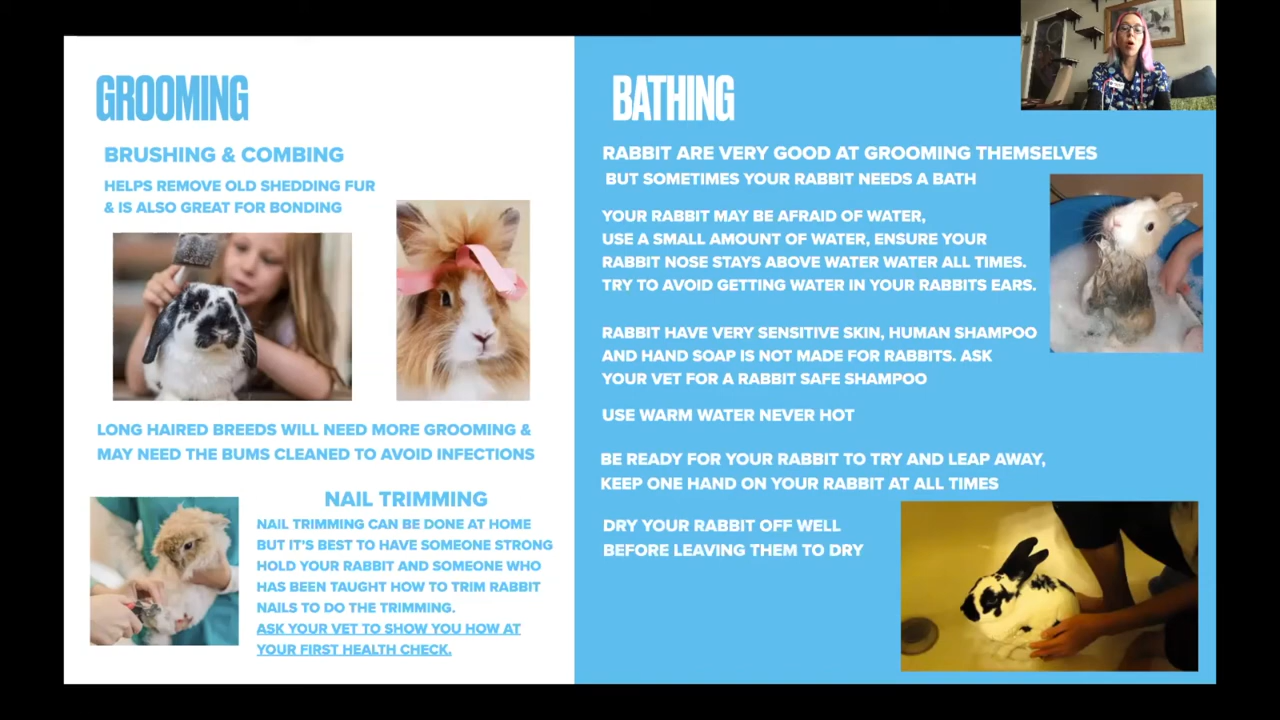 GROOMING
BRUSHING & COMBING
HELPS REMOVE OLD SHEDDING FUR
& IS ALSO GREAT FOR BONDING
LONG HAIRED BREEDS WILL NEED MORE GROOMING &
MAY NEED THE BUMS CLEANED TO AVOID INFECTIONS
NAIL TRIMMING
NAIL TRIMMING CAN BE DONE AT HOME
BUT IT'S BEST TO HAVE SOMEONE STRONG
HOLD YOUR RABBIT AND SOMEONE WHO
HAS BEEN TAUGHT HOW TO TRIM RABBIT
NAILS TO DO THE TRIMMING.
ASK YOUR VET TO SHOW YOU HOW AT
YOUR FIRST HEALTH CHECK.
BATHING
RABBIT ARE VERY GOOD AT GROOMING THEMSELVES
BUT SOMETIMES YOUR RABBIT NEEDS A BATH
YOUR RABBIT MAY BE AFRAID OF WATER,
USE A SMALL AMOUNT OF WATER, ENSURE YOUR
RABBIT NOSE STAYS ABOVE WATER WATER ALL TIMES.
TRY TO AVOID GETTING WATER IN YOUR RABBITS EARS.
RABBIT HAVE VERY SENSITIVE SKIN, HUMAN SHAMPOO
AND HAND SOAP IS NOT MADE FOR RABBITS. ASK
YOUR VET FOR A RABBIT SAFE SHAMPOO
USE WARM WATER NEVER HOT
BE READY FOR YOUR RABBIT TO TRY AND LEAP AWAY,
KEEP ONE HAND ON YOUR RABBIT AT ALL TIMES
DRY YOUR RABBIT OFF WELL
BEFORE LEAVING THEM TO DRY